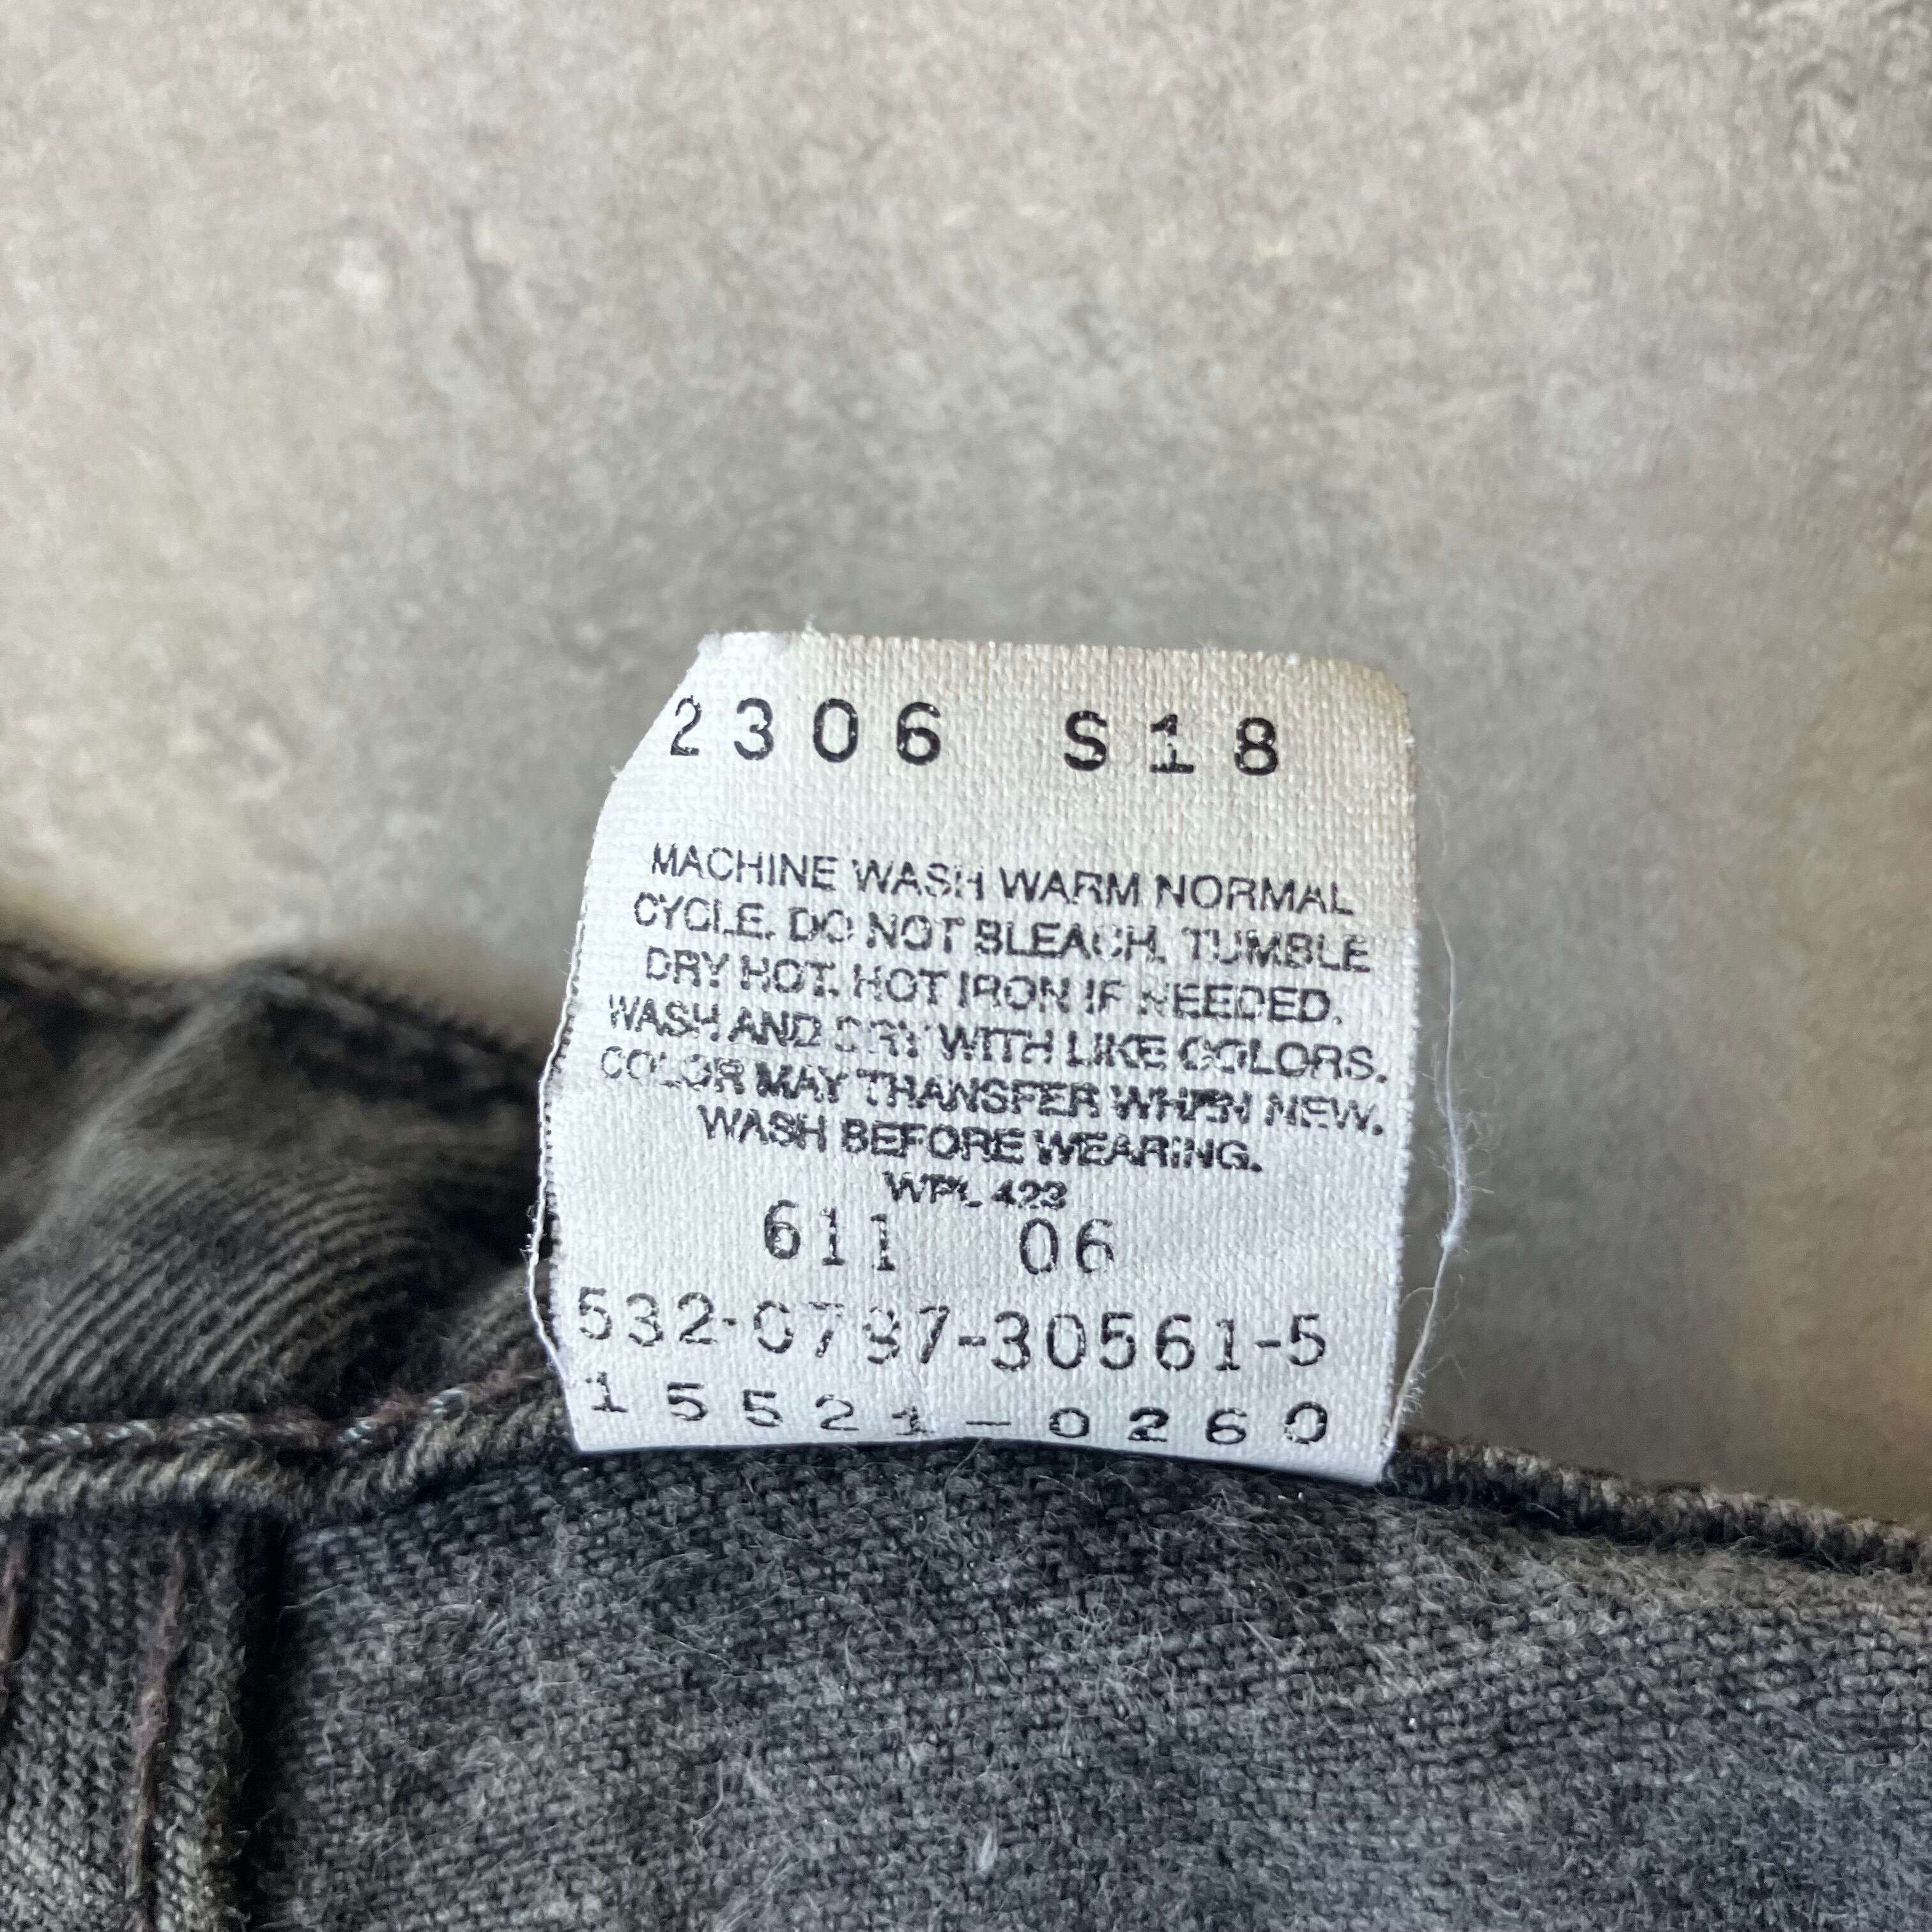 2306 S18
MACHINE WASH WARM NORMAL
CYCLE. DO NOT BLEACH. TUMBLE
DRY HOT. HOT IRON IF NEEDED.
WASH AND DRY WITH LIKE COLORS.
COLOR MAY TRANSFER WHEN NEW.
WASH BEFORE WEARING.
WPL 423
611 06
532-0797-30561-5
15521-0260